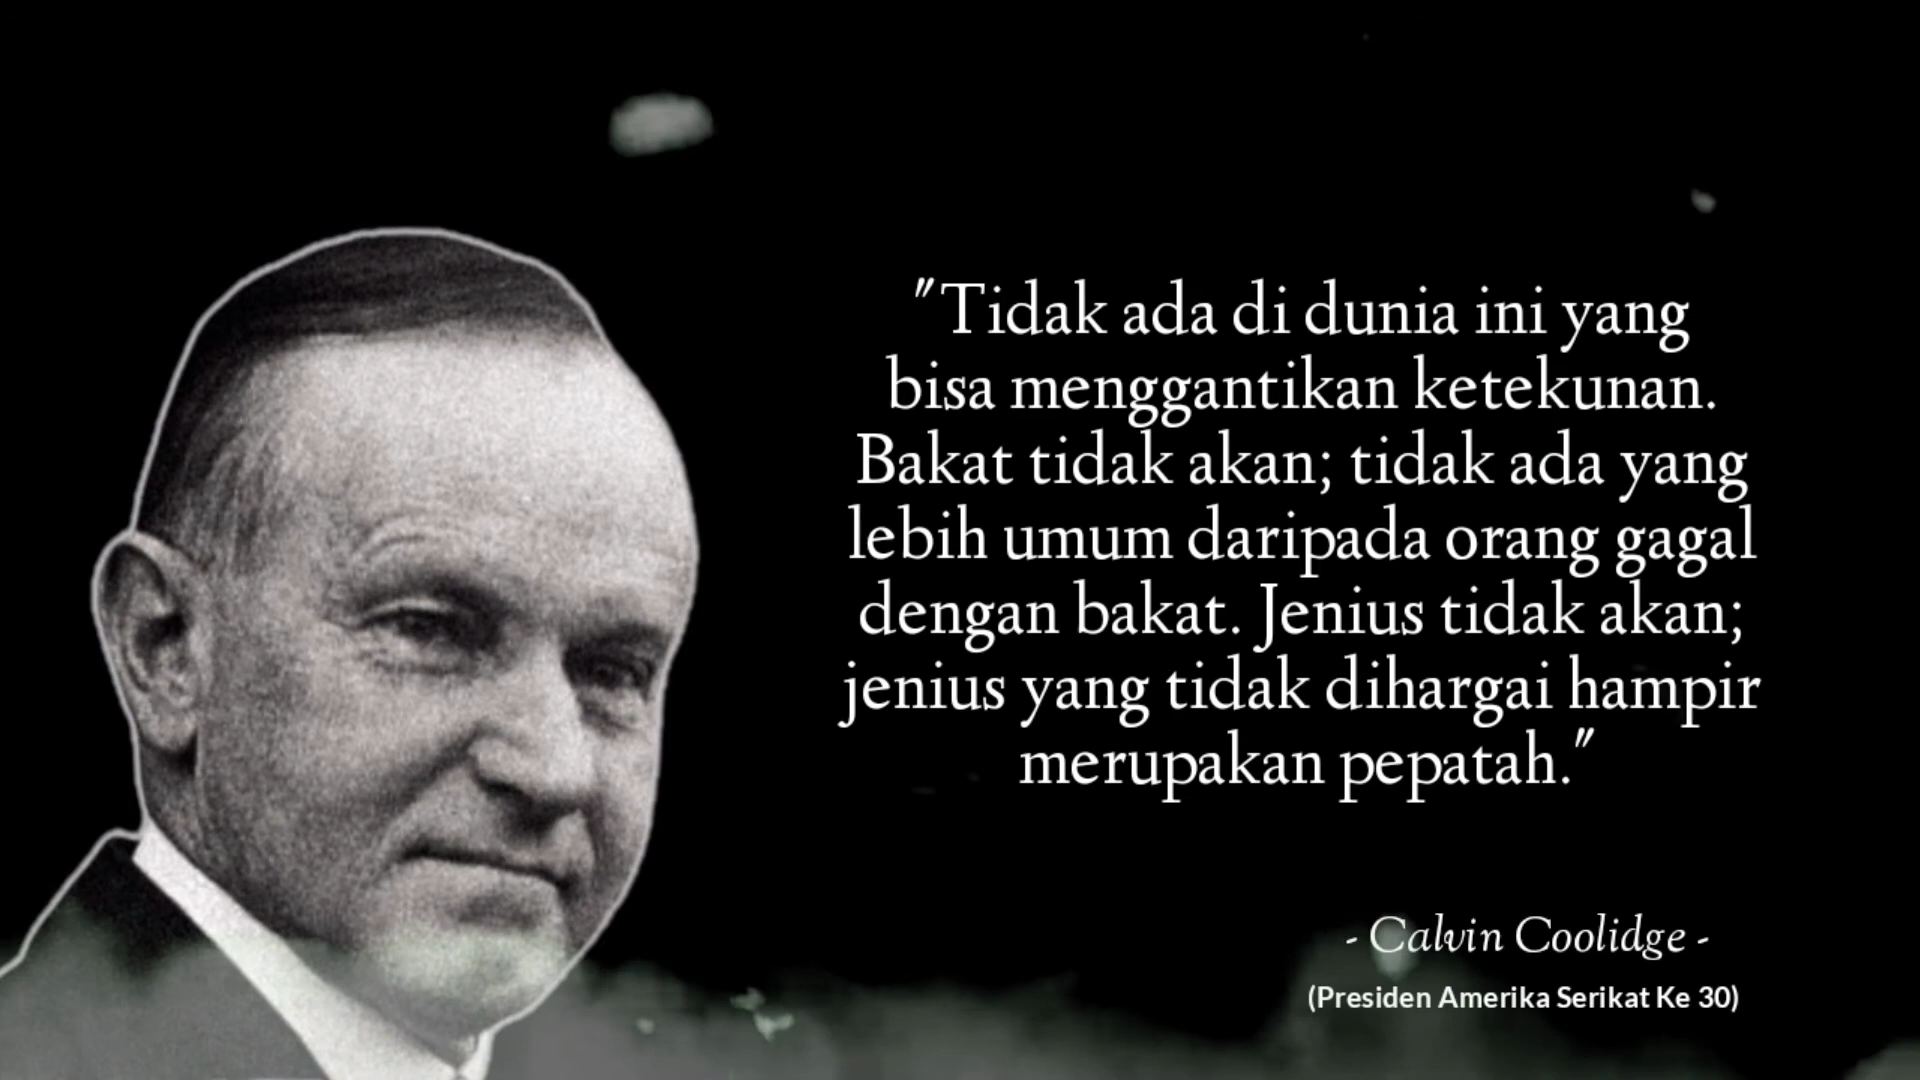 "Tidak ada di dunia ini yang
bisa menggantikan ketekunan.
Bakat tidak akan; tidak ada yang
lebih umum daripada orang gagal
dengan bakat. Jenius tidak akan;
jenius yang tidak dihargai hampir
merupakan pepatah."
- Calvin Coolidge -
(Presiden Amerika Serikat Ke 30)